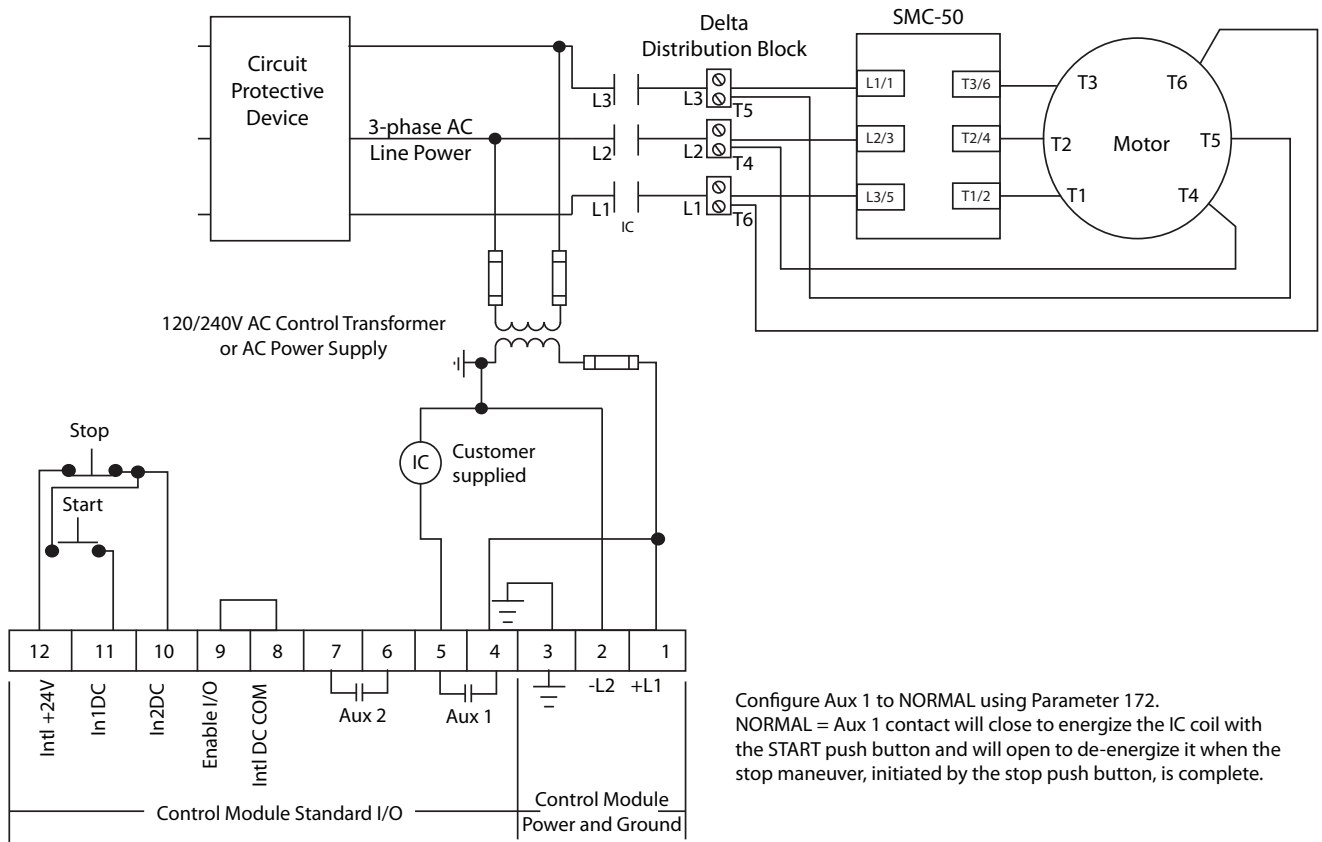 Circuit
Protective
Device
3-phase AC
Line Power
Delta
Distribution Block
SMC-50
L3
L3
T5
L2
L2
T4
L1
L1
T6
IC
L1/1
T3/6
L2/3
T2/4
L3/5
T1/2
T3
T6
T2
Motor
T5
T1
T4
120/240V AC Control Transformer
or AC Power Supply
Stop
Start
IC
Customer
supplied
12
11
10
9
8
7
6
5
4
3
2
1
Intl +24V
In1DC
In2DC
Enable I/O
Intl DC COM
Aux 2
Aux 1
-L2
+L1
Control Module Standard I/O
Control Module
Power and Ground
Configure Aux 1 to NORMAL using Parameter 172.
NORMAL = Aux 1 contact will close to energize the IC coil with
the START push button and will open to de-energize it when the
stop maneuver, initiated by the stop push button, is complete.